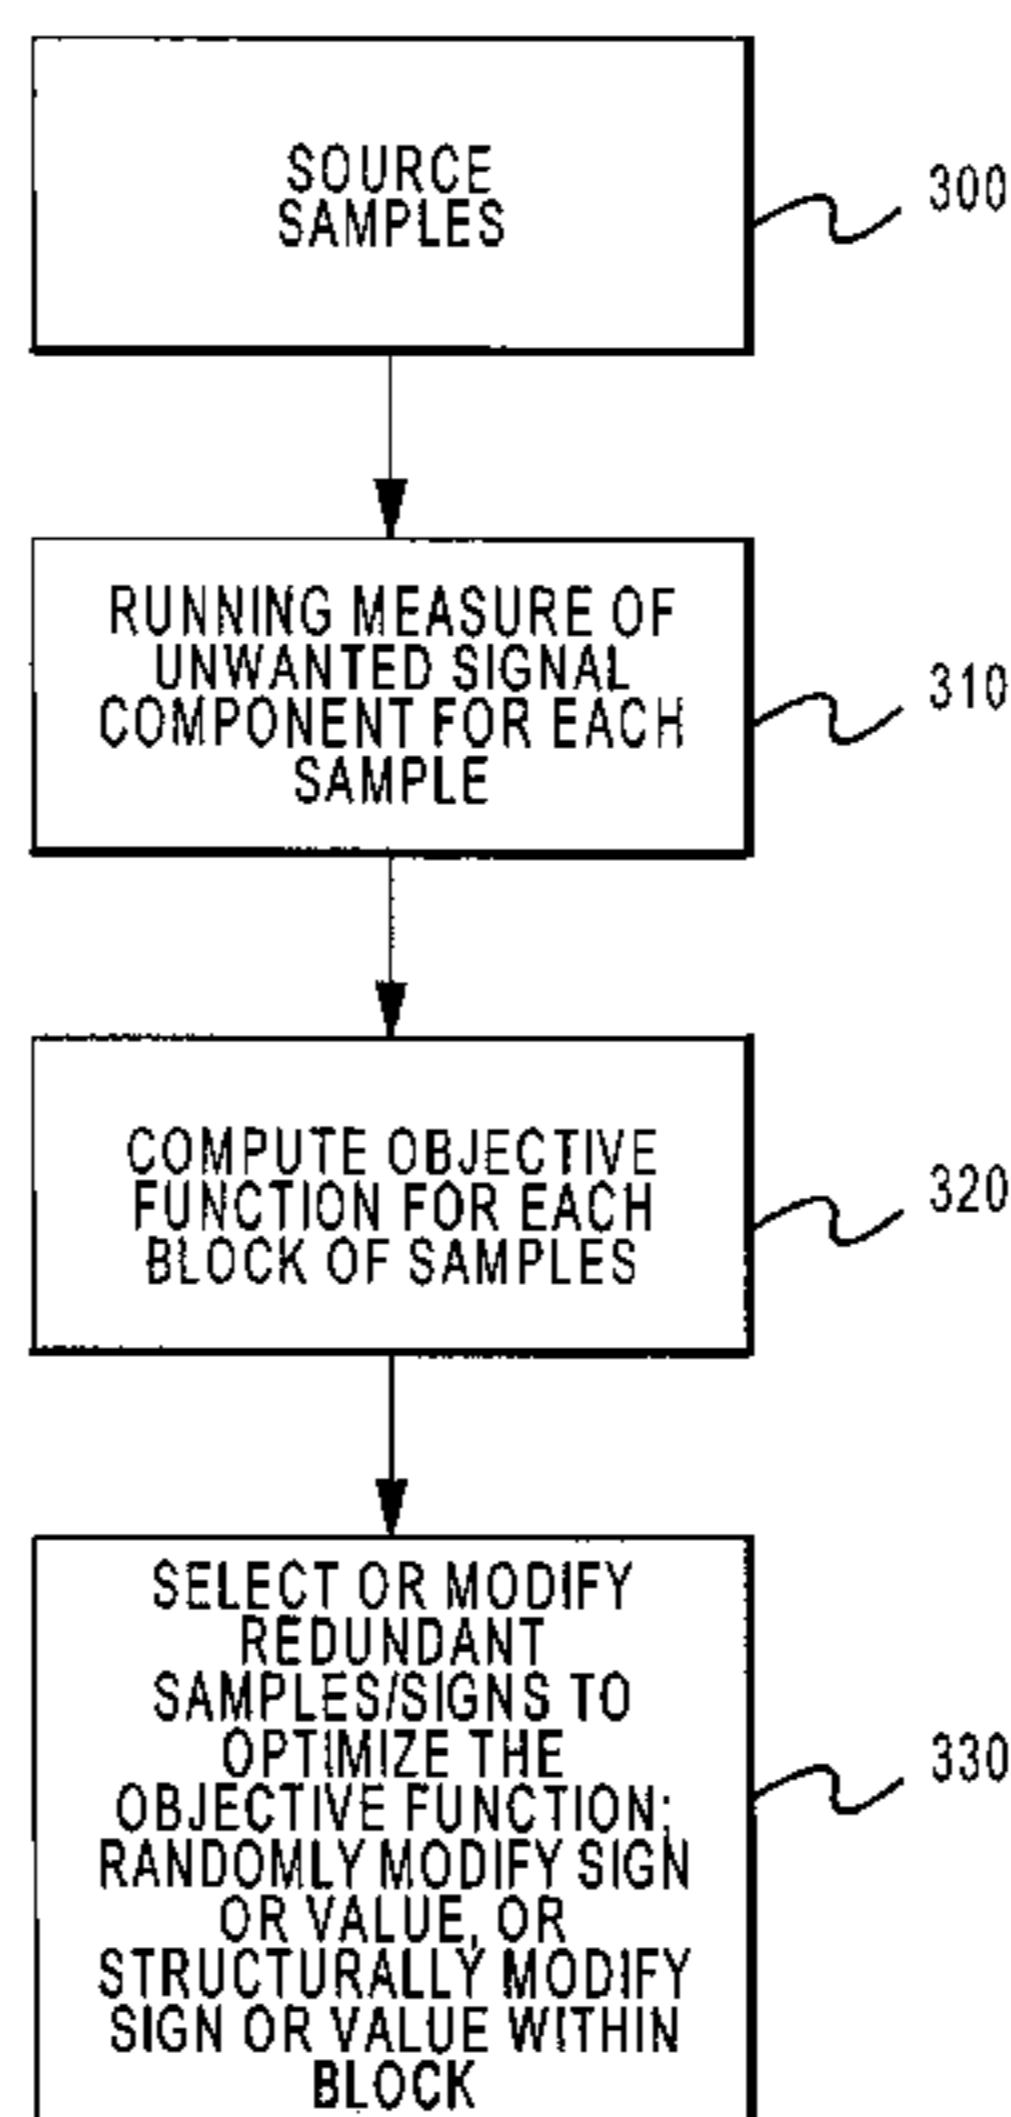 SOURCE
SAMPLES
300
RUNNING MEASURE OF
UNWANTED SIGNAL
COMPONENT FOR EACH
SAMPLE
310
COMPUTE OBJECTIVE
FUNCTION FOR EACH
BLOCK OF SAMPLES
320
SELECT OR MODIFY
REDUNDANT
SAMPLES/SIGNS TO
OPTIMIZE THE
OBJECTIVE FUNCTION;
RANDOMLY MODIFY SIGN
OR VALUE, OR
STRUCTURALLY MODIFY
SIGN OR VALUE WITHIN
BLOCK
330